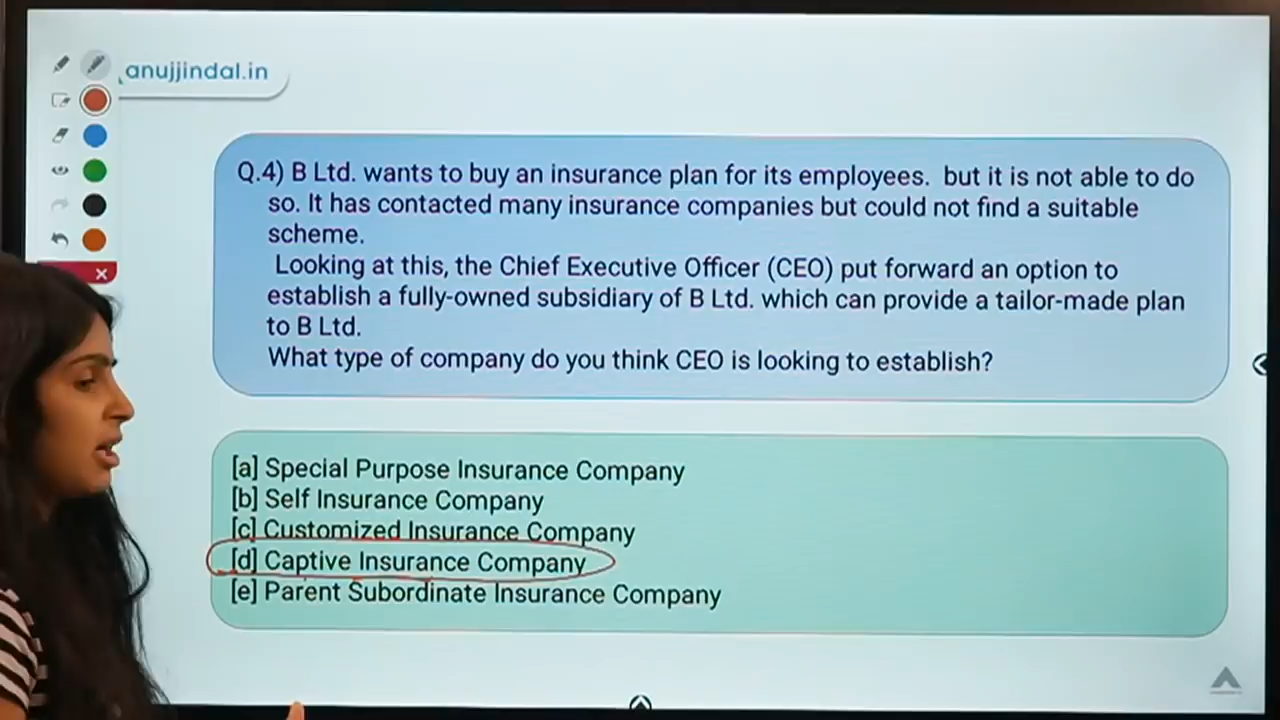 anujjindal.in
Q.4) B Ltd. wants to buy an insurance plan for its employees. but it is not able to do
so. It has contacted many insurance companies but could not find a suitable
scheme.
Looking at this, the Chief Executive Officer (CEO) put forward an option to
establish a fully-owned subsidiary of B Ltd. which can provide a tailor-made plan
to B Ltd.
What type of company do you think CEO is looking to establish?
[a] Special Purpose Insurance Company
[b] Self Insurance Company
[c] Customized Insurance Company
[d] Captive Insurance Company
[e] Parent Subordinate Insurance Company